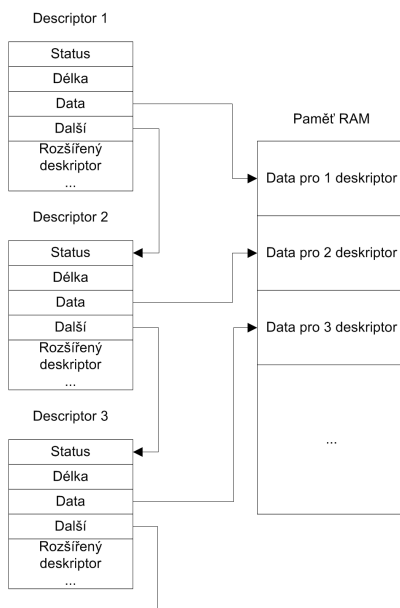 Descriptor 1
Status
Délka
Data
Další
Rozšířený
deskriptor
...
Descriptor 2
Status
Délka
Data
Další
Rozšířený
deskriptor
...
Descriptor 3
Status
Délka
Data
Další
Rozšířený
deskriptor
...
Paměť RAM
Data pro 1 deskriptor
Data pro 2 deskriptor
Data pro 3 deskriptor
...